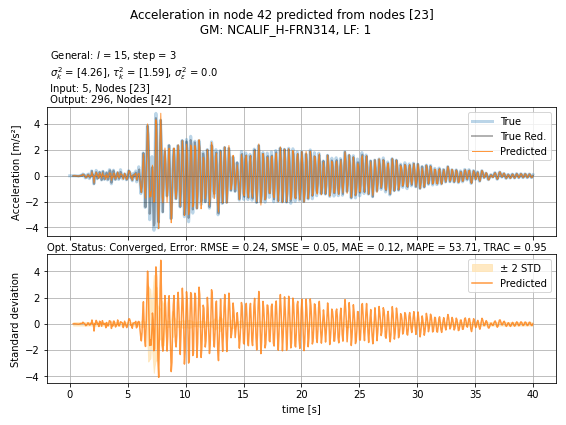 Acceleration in node 42 predicted from nodes [23]
GM: NCALIF_H-FRN314, LF: 1
General: l = 15, step = 3
σ²ₖ = [4.26], τ²ₖ = [1.59], σ²ε = 0.0
Input: 5, Nodes [23]
Output: 296, Nodes [42]
Acceleration [m/s²]
4
2
0
−2
−4
True
True Red.
Predicted
Opt. Status: Converged, Error: RMSE = 0.24, SMSE = 0.05, MAE = 0.12, MAPE = 53.71, TRAC = 0.95
Standard deviation
4
2
0
−2
−4
± 2 STD
Predicted
0 5 10 15 20 25 30 35 40
time [s]